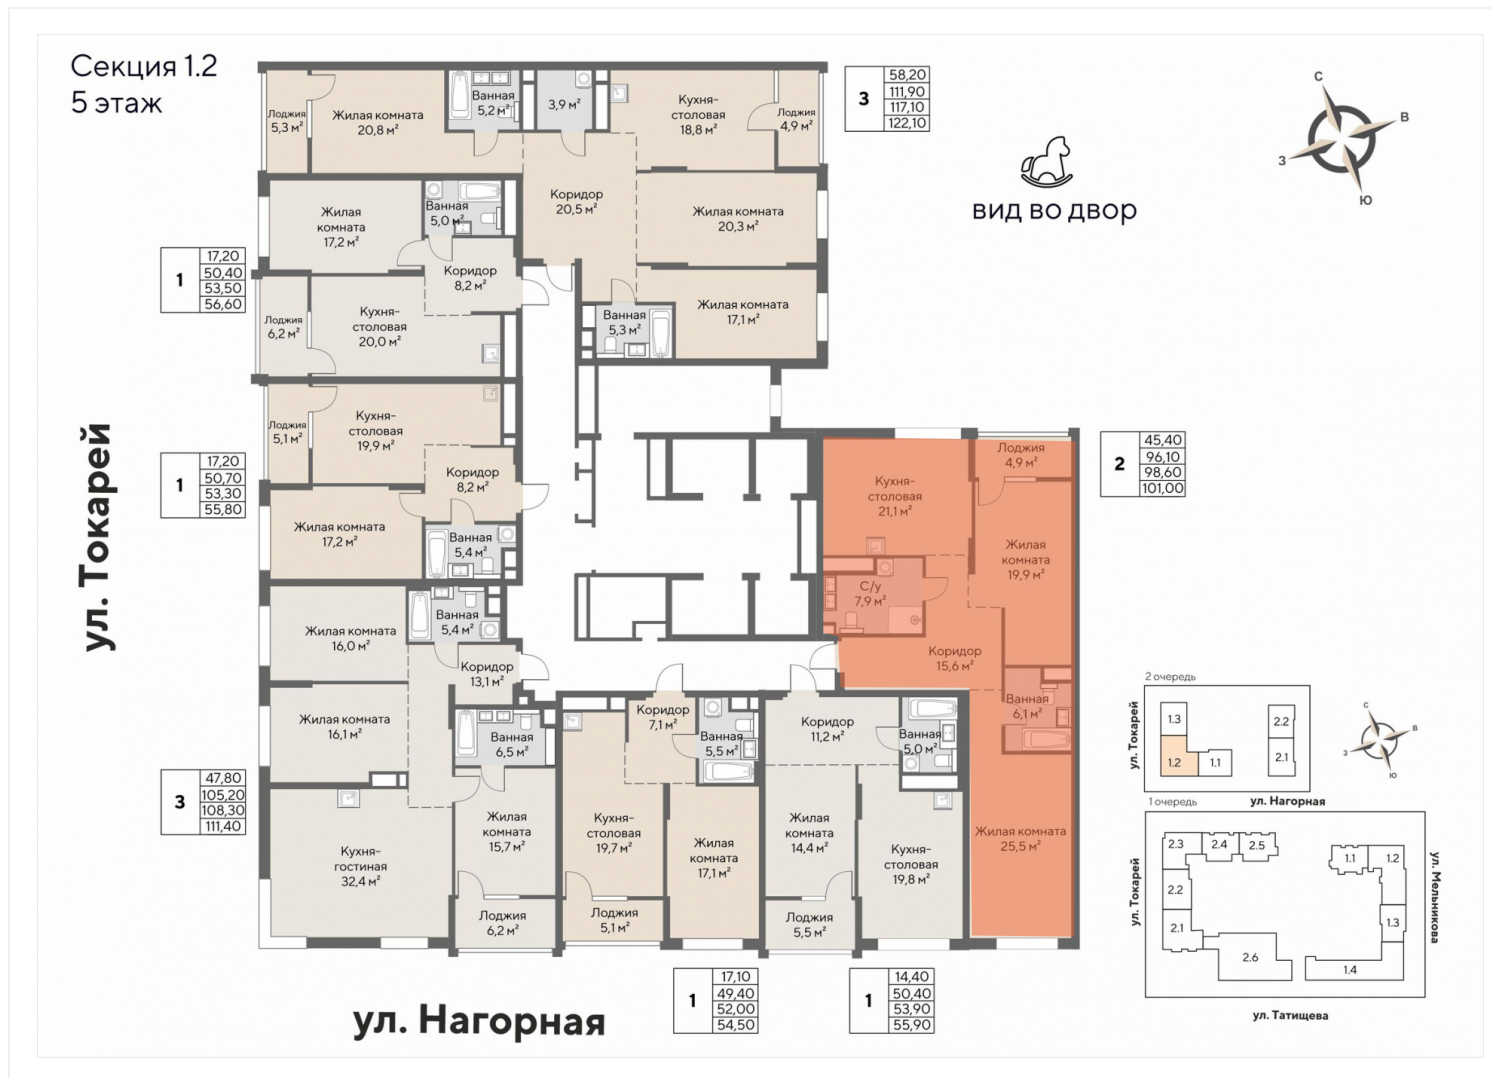 Секция 1.2
5 этаж
Лоджия
5,3 м²
Жилая комната
20,8 м²
Ванная
5,2 м²
3,9 м²
Кухня-
столовая
18,8 м²
Лоджия
4,9 м²
3
58,20
111,90
117,10
122,10
вид во двор
С
В
З
Ю
Жилая
комната
17,2 м²
Ванная
5,0 м²
Коридор
8,2 м²
Коридор
20,5 м²
Жилая комната
20,3 м²
1
17,20
50,40
53,50
56,60
Лоджия
6,2 м²
Кухня-
столовая
20,0 м²
Ванная
5,3 м²
Жилая комната
17,1 м²
ул. Токарей
1
17,20
50,70
53,30
55,80
Лоджия
5,1 м²
Кухня-
столовая
19,9 м²
Коридор
8,2 м²
Жилая комната
17,2 м²
Ванная
5,4 м²
Кухня-
столовая
21,1 м²
Лоджия
4,9 м²
2
45,40
96,10
98,60
101,00
Жилая
комната
19,9 м²
С/у
7,9 м²
Коридор
15,6 м²
Ванная
6,1 м²
Жилая комната
25,5 м²
Жилая комната
16,0 м²
Ванная
5,4 м²
Коридор
13,1 м²
Жилая комната
16,1 м²
Ванная
6,5 м²
3
47,80
105,20
108,30
111,40
Кухня-
гостиная
32,4 м²
Жилая
комната
15,7 м²
Лоджия
6,2 м²
Коридор
7,1 м²
Ванная
5,5 м²
Кухня-
столовая
19,7 м²
Жилая
комната
17,1 м²
Лоджия
5,1 м²
Коридор
11,2 м²
Ванная
5,0 м²
Жилая
комната
14,4 м²
Кухня-
столовая
19,8 м²
Лоджия
5,5 м²
1
17,10
49,40
52,00
54,50
1
14,40
50,40
53,90
55,90
ул. Нагорная
2 очередь
ул. Токарей
1.3
1.2
1.1
2.2
2.1
С
В
З
Ю
1 очередь
ул. Нагорная
ул. Токарей
2.3
2.4
2.5
2.2
2.1
2.6
1.1
1.2
1.3
1.4
ул. Мельникова
ул. Татищева